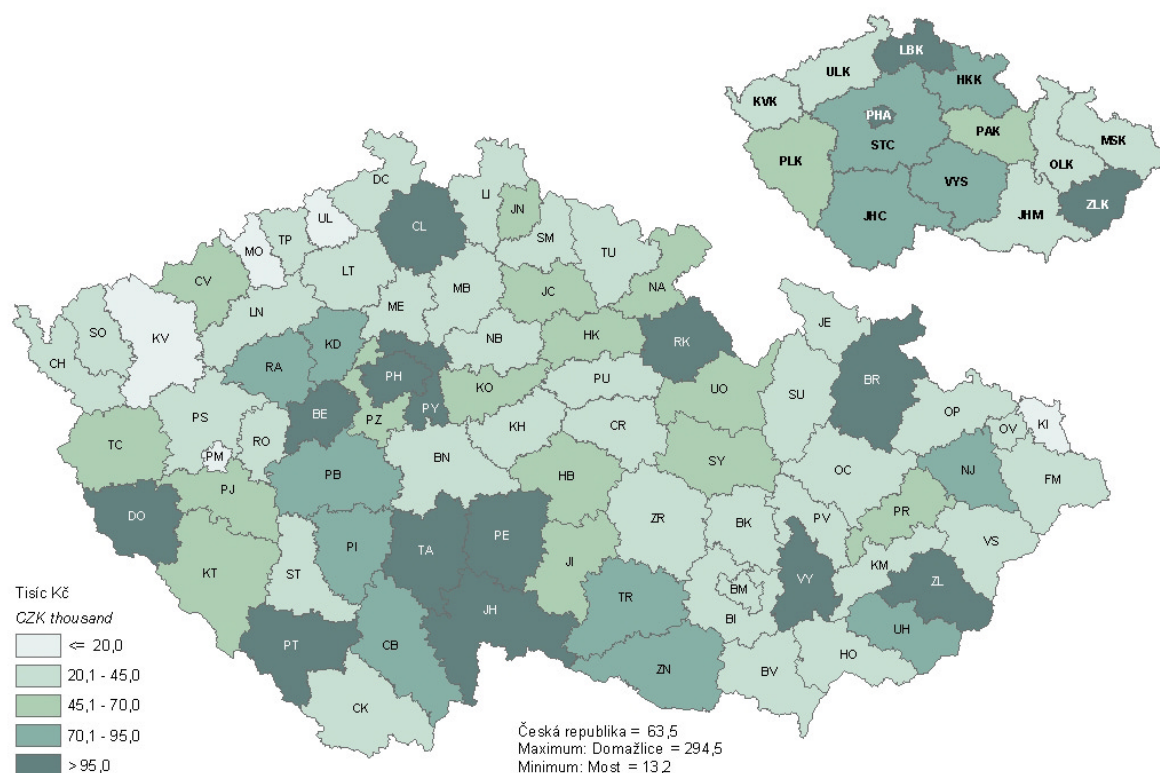 LBK
ULK
HKK
KVK
PHA
PAK
STC
MSK
PLK
OLK
VYS
ZLK
JHC
JHM
DC
LI
JN
UL
CL
SM
MO
TP
TU
LT
CV
MB
JC
NA
ME
LN
SO
KV
HK
JE
KD
NB
CH
RA
RK
PH
PU
BR
KO
PY
UO
PS
BE
PZ
SU
OP
KI
RO
KH
CR
OV
TC
PM
BN
SY
OC
NJ
FM
PB
HB
PJ
DO
ZR
BK
PV
PR
PE
TA
PI
VS
KT
ST
JI
VY
KM
ZL
BM
TR
JH
BI
UH
PT
CB
HO
ZN
BV
CK
Tisíc Kč
CZK thousand
<= 20,0
20,1 - 45,0
45,1 - 70,0
70,1 - 95,0
> 95,0
Česká republika = 63,5
Maximum: Domažlice = 294,5
Minimum: Most = 13,2